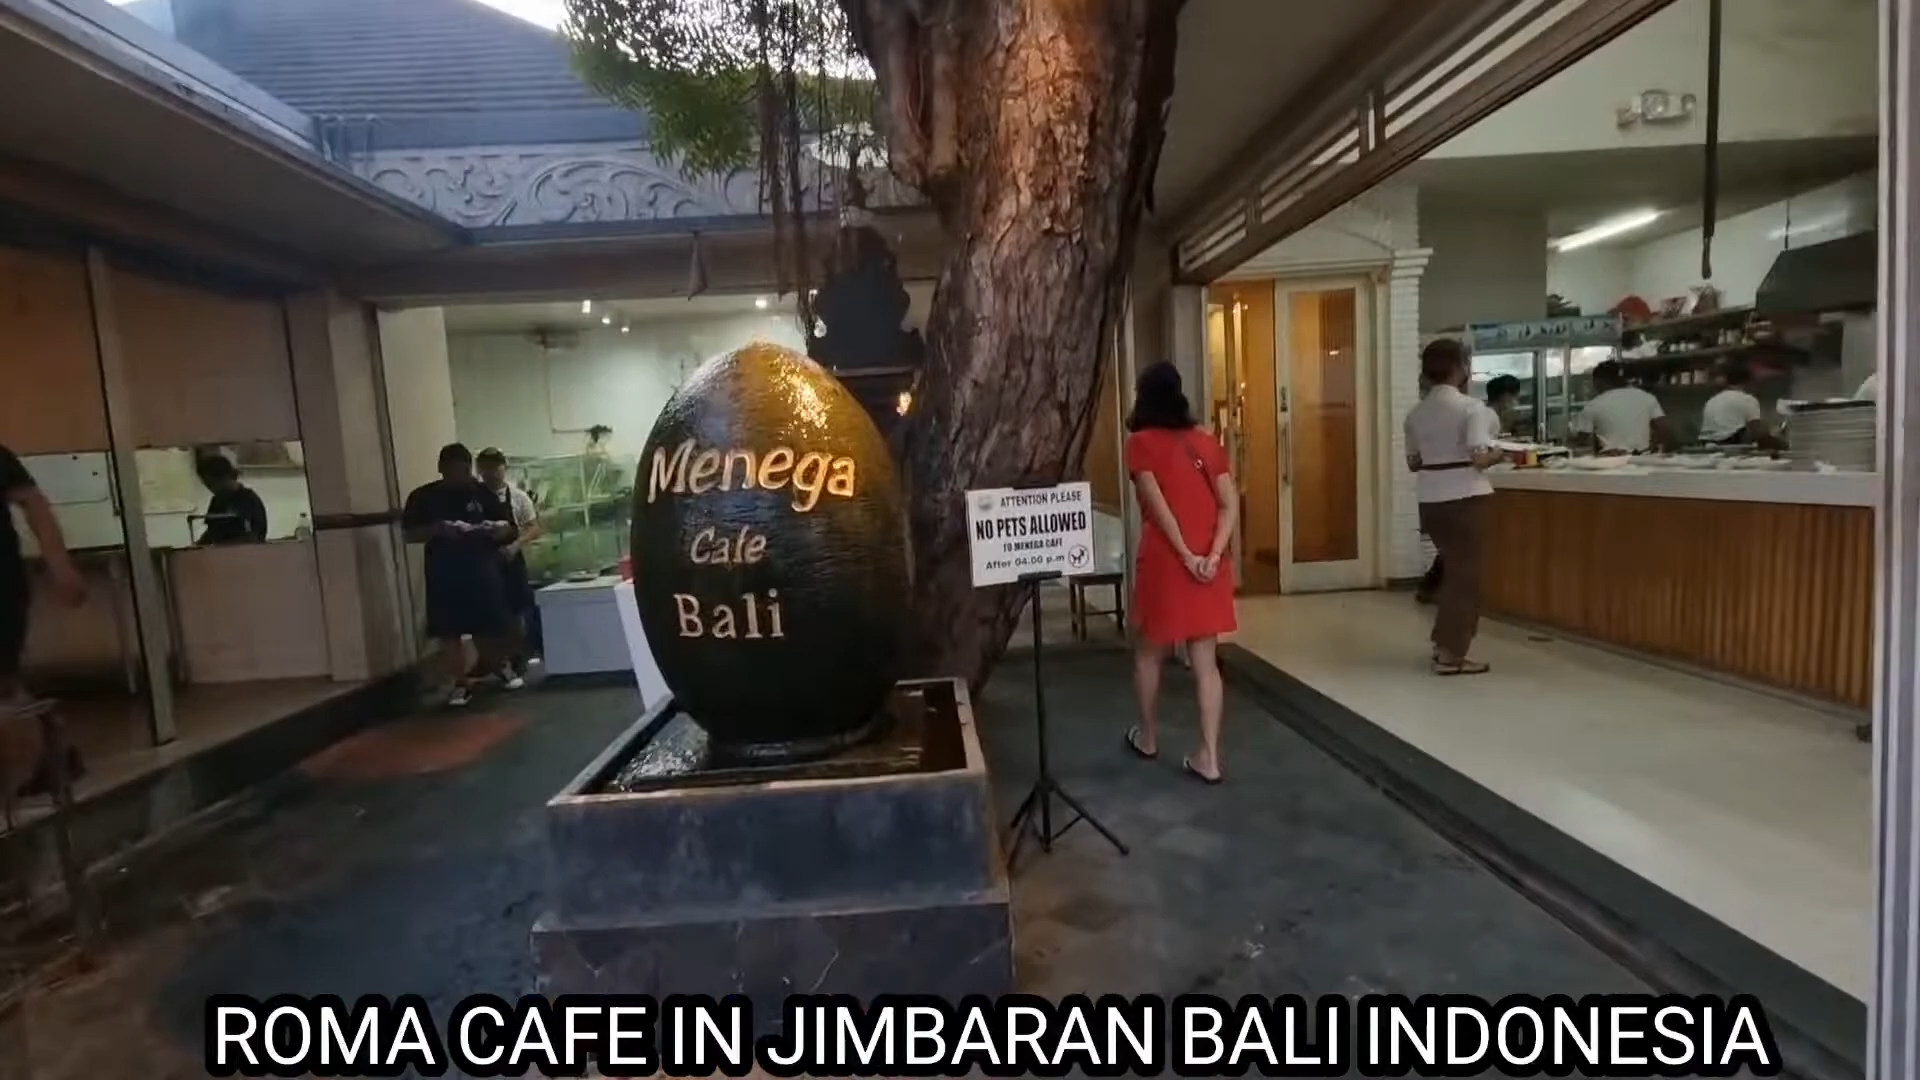 Menega
Cafe
Bali
ATTENTION PLEASE
NO PETS ALLOWED
TO MENEGA CAFE
After 04.00 p.m
ROMA CAFE IN JIMBARAN BALI INDONESIA